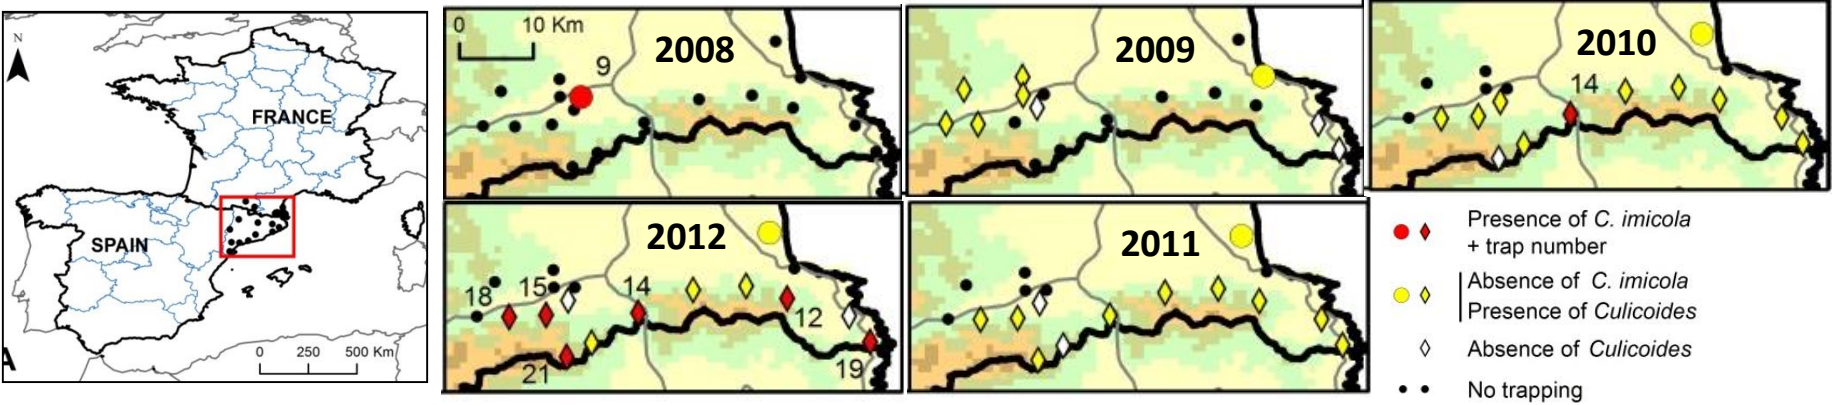 N
FRANCE
SPAIN
0 250 500 Km
A
0 10 Km
2008
9
2009
2010
14
2012
18
15
14
12
21
19
2011
Presence of C. imicola
+ trap number
Absence of C. imicola
Presence of Culicoides
Absence of Culicoides
No trapping